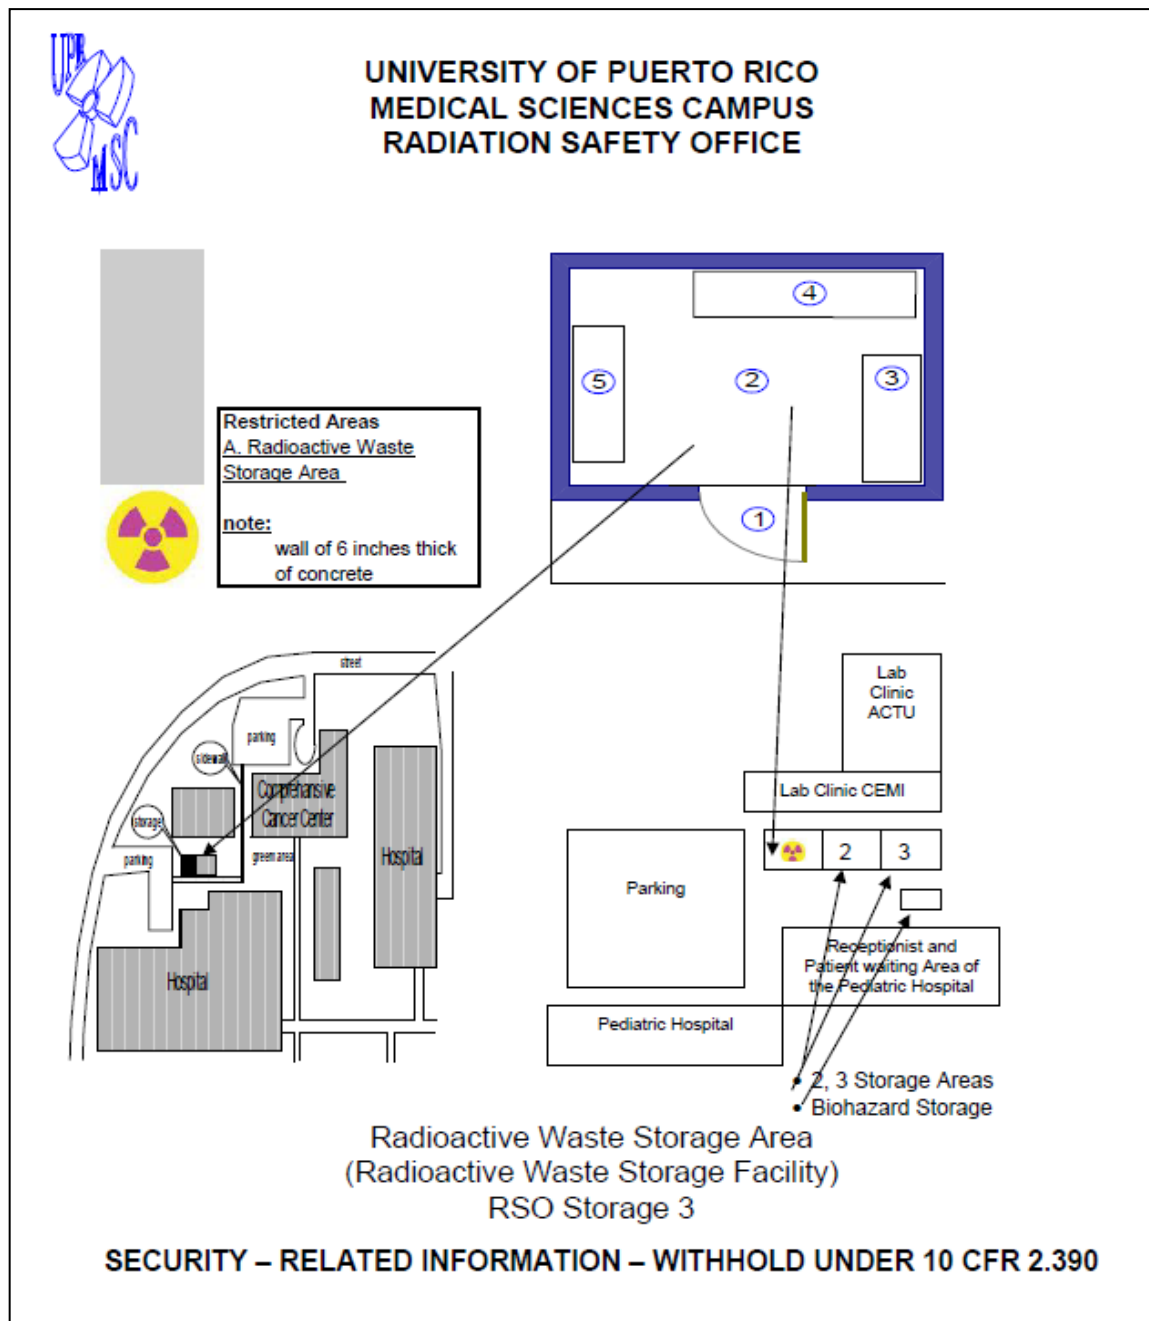 UPR
MSC
UNIVERSITY OF PUERTO RICO
MEDICAL SCIENCES CAMPUS
RADIATION SAFETY OFFICE
4
5
2
3
1
Restricted Areas
A. Radioactive Waste
Storage Area
note:
wall of 6 inches thick
of concrete
street
parking
sidewall
storage
parking
Comprehansive
Cancer Center
green area
Hospital
Hospital
Lab
Clinic
ACTU
Lab Clinic CEMI
2
3
Parking
Receptionist and
Patient waiting Area of
the Pediatric Hospital
Pediatric Hospital
• 2, 3 Storage Areas
• Biohazard Storage
Radioactive Waste Storage Area
(Radioactive Waste Storage Facility)
RSO Storage 3
SECURITY – RELATED INFORMATION – WITHHOLD UNDER 10 CFR 2.390